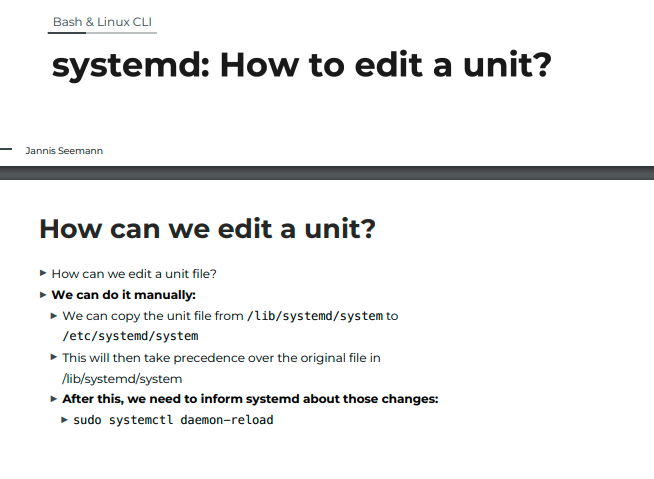 Bash & Linux CLI
systemd: How to edit a unit?
Jannis Seemann
How can we edit a unit?
How can we edit a unit file?
We can do it manually:
We can copy the unit file from /lib/systemd/system to
/etc/systemd/system
This will then take precedence over the original file in
/lib/systemd/system
After this, we need to inform systemd about those changes:
sudo systemctl daemon-reload